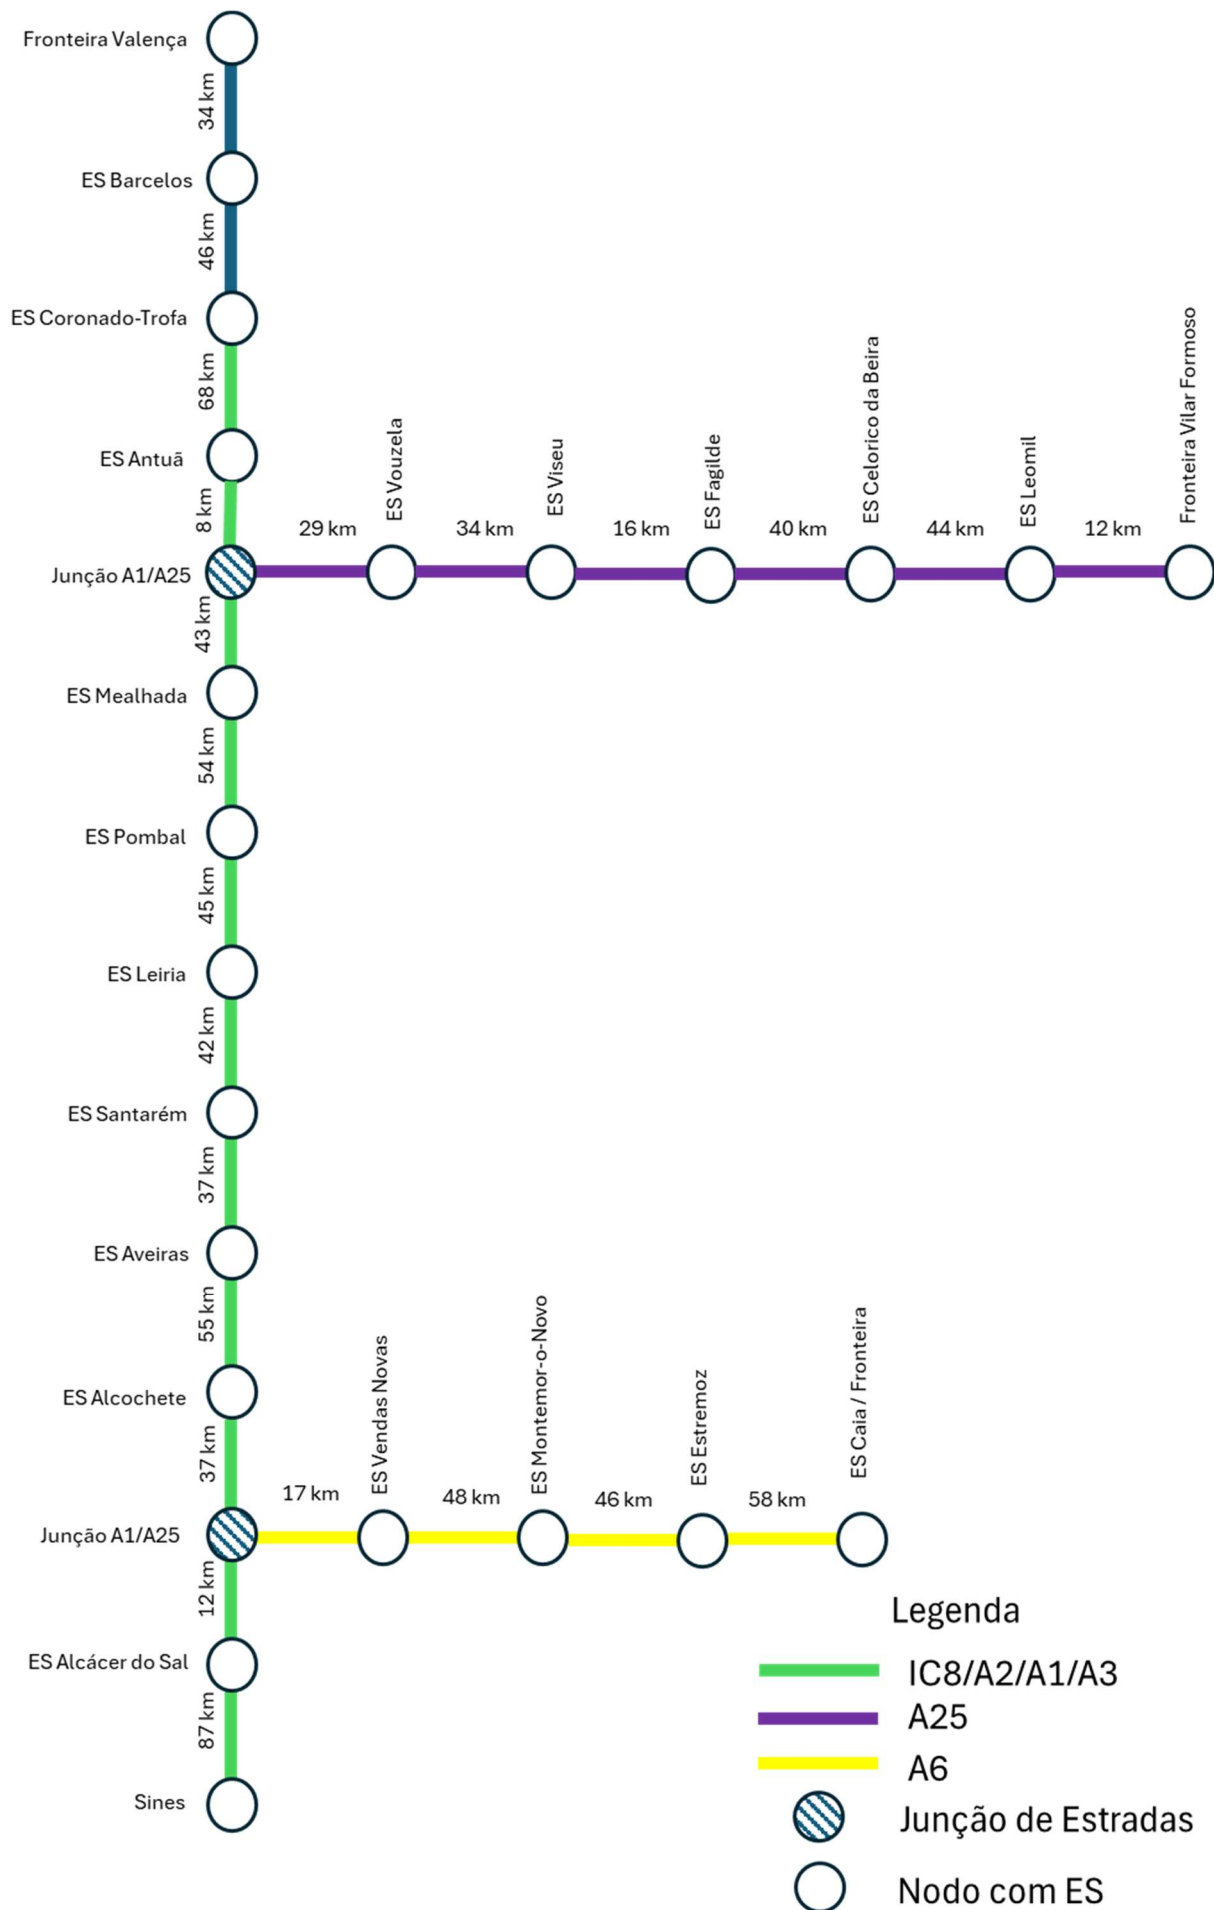 Fronteira Valença
34 km
ES Barcelos
46 km
ES Coronado-Trofa
68 km
ES Antuã
8 km
Junção A1/A25
29 km
ES Vouzela
34 km
ES Viseu
16 km
ES Fagilde
40 km
ES Celorico da Beira
44 km
ES Leomil
12 km
Fronteira Vilar Formoso
43 km
ES Mealhada
54 km
ES Pombal
45 km
ES Leiria
42 km
ES Santarém
37 km
ES Aveiras
55 km
ES Alcochete
37 km
Junção A1/A25
17 km
ES Vendas Novas
48 km
ES Montemor-o-Novo
46 km
ES Estremoz
58 km
ES Caia / Fronteira
12 km
ES Alcácer do Sal
87 km
Sines
Legenda
IC8/A2/A1/A3
A25
A6
Junção de Estradas
Nodo com ES